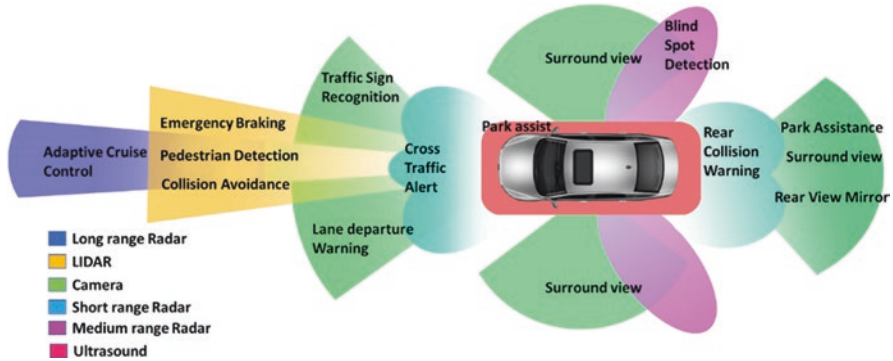 Blind
Spot
Detection
Surround view
Traffic Sign
Recognition
Emergency Braking
Park assist
Adaptive Cruise
Control
Pedestrian Detection
Collision Avoidance
Cross
Traffic
Alert
Rear
Collision
Warning
Park Assistance
Surround view
Rear View Mirror
Lane departure
Warning
Surround view
Long range Radar
LIDAR
Camera
Short range Radar
Medium range Radar
Ultrasound